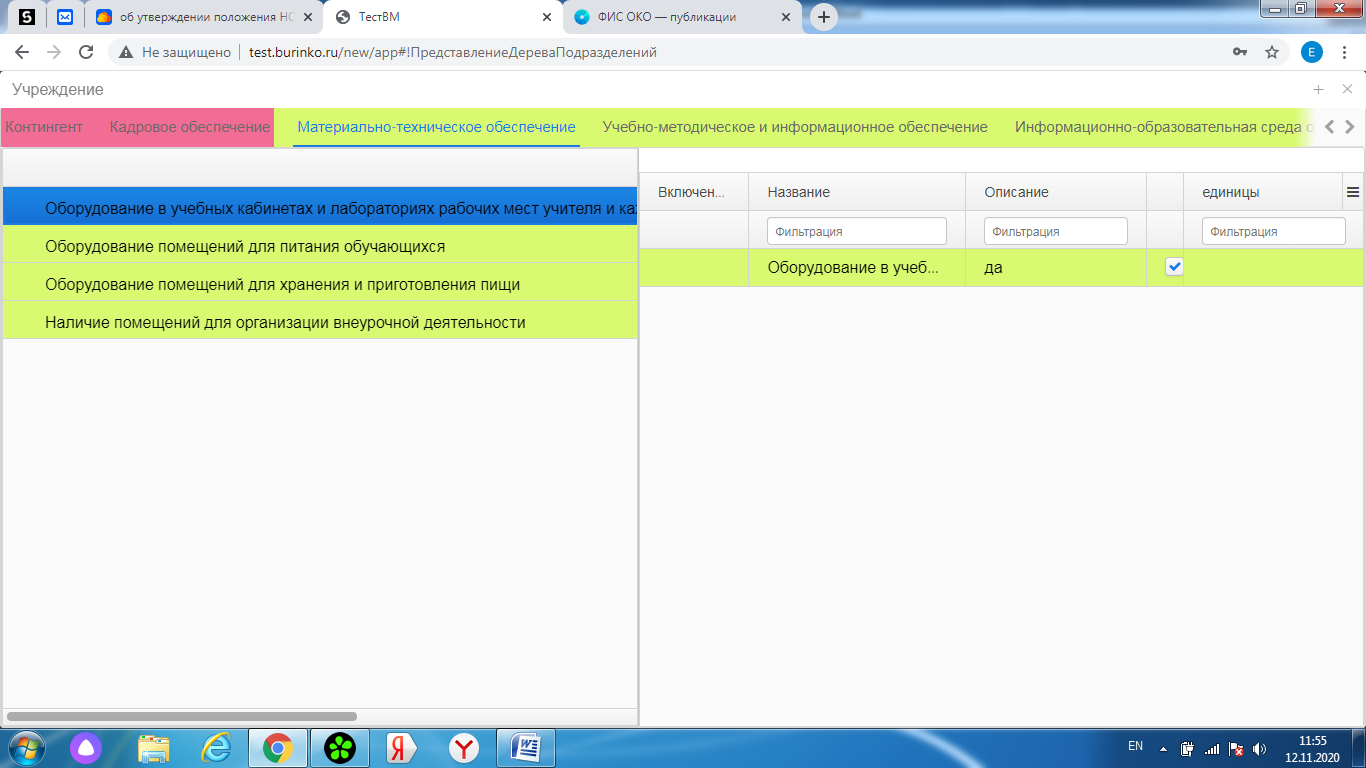 S
об утверждении положения НО
ТестВМ
ФИС ОКО — публикации
Не защищено
test.burinko.ru/new/app#!ПредставлениеДереваПодразделений
E
Учреждение
Контингент Кадровое обеспечение Материально-техническое обеспечение Учебно-методическое и информационное обеспечение Информационно-образовательная среда о
Включен... Название Описание единицы
Фильтрация Фильтрация Фильтрация
Оборудование в учебных кабинетах и лабораториях рабочих мест учителя и ка
Оборудование помещений для питания обучающихся
Оборудование помещений для хранения и приготовления пищи
Наличие помещений для организации внеурочной деятельности
Оборудование в учеб... да
Я
Y
W
EN
11:55
12.11.2020